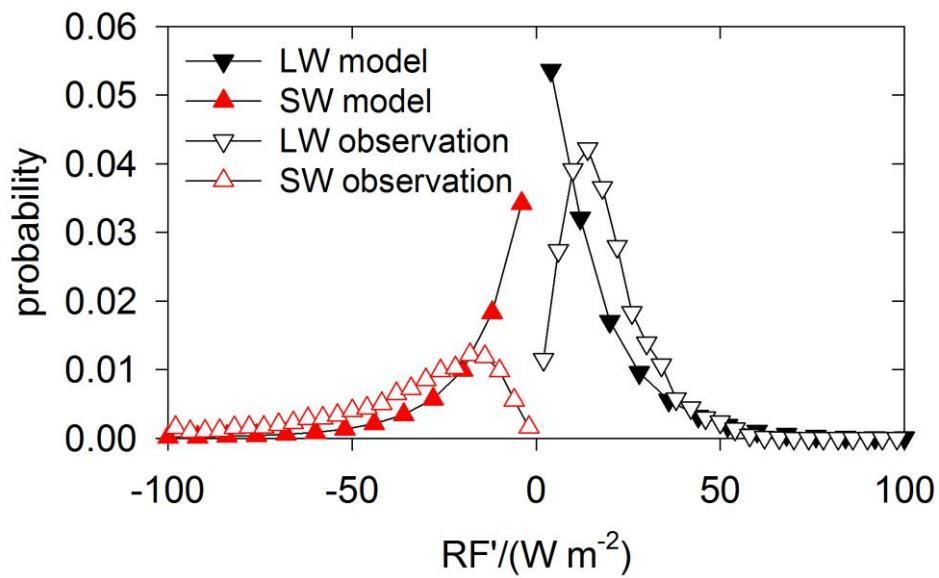 0.06
0.05
0.04
0.03
0.02
0.01
0.00
probability
LW model
SW model
LW observation
SW observation
-100 -50 0 50 100
RF'/(W m⁻²)